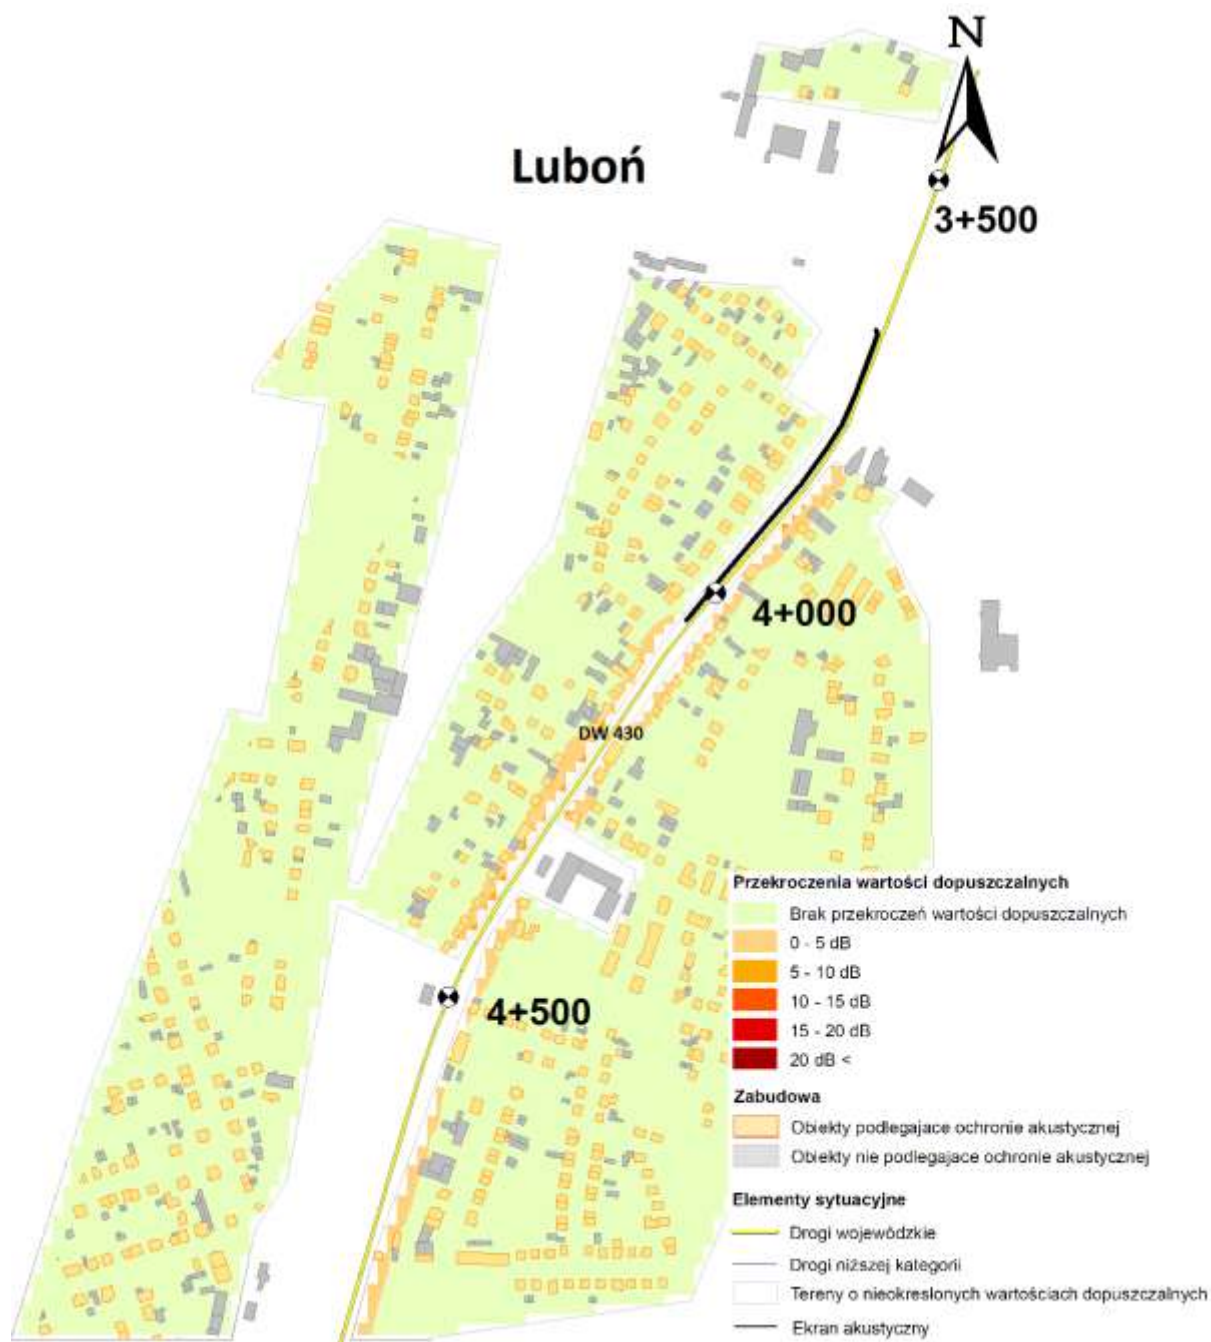 N
Luboń
3+500
4+000
DW 430
4+500
Przekroczenia wartości dopuszczalnych
Brak przekroczeń wartości dopuszczalnych
0 - 5 dB
5 - 10 dB
10 - 15 dB
15 - 20 dB
20 dB <
Zabudowa
Obiekty podlegajace ochronie akustycznej
Obiekty nie podlegajace ochronie akustycznej
Elementy sytuacyjne
Drogi wojewódzkie
Drogi niższej kategorii
Tereny o nieokreslonych wartościach dopuszczalnych
Ekran akustyczny